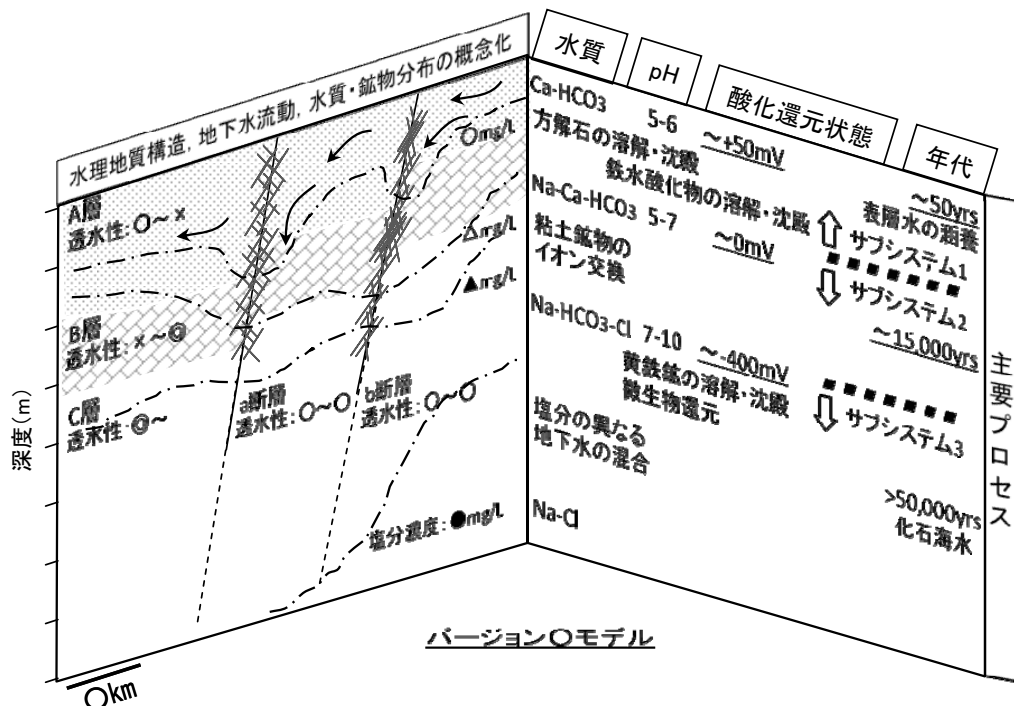 水理地質構造, 地下水流動, 水質・鉱物分布の概念化
A層
透水性:○～×
B層
透水性:×～◎
C層
透水性:◎～
a断層
透水性:○～○
b断層
透水性:○～○
○mg/L
△mg/L
▲mg/L
塩分濃度:●mg/L
深度(m)
○km
水質
pH
酸化還元状態
年代
Ca-HCO3
5-6
～+50mV
～50yrs
方解石の溶解・沈殿
鉄水酸化物の溶解・沈殿
表層水の涵養
サブシステム1
Na-Ca-HCO3
5-7
～0mV
粘土鉱物の
イオン交換
サブシステム2
～15,000yrs
Na-HCO3-Cl
7-10
～-400mV
黄鉄鉱の溶解・沈殿
微生物還元
サブシステム3
塩分の異なる
地下水の混合
>50,000yrs
化石海水
Na-Cl
主要プロセス
バージョン○モデル